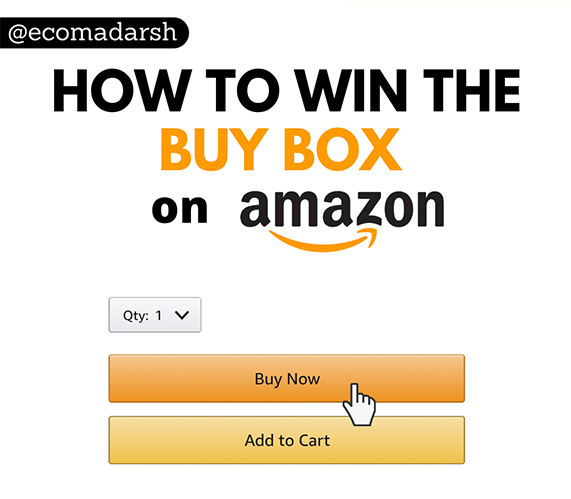 @ecomadarsh
HOW TO WIN THE
BUY BOX
on amazon
Qty: 1
Buy Now
Add to Cart